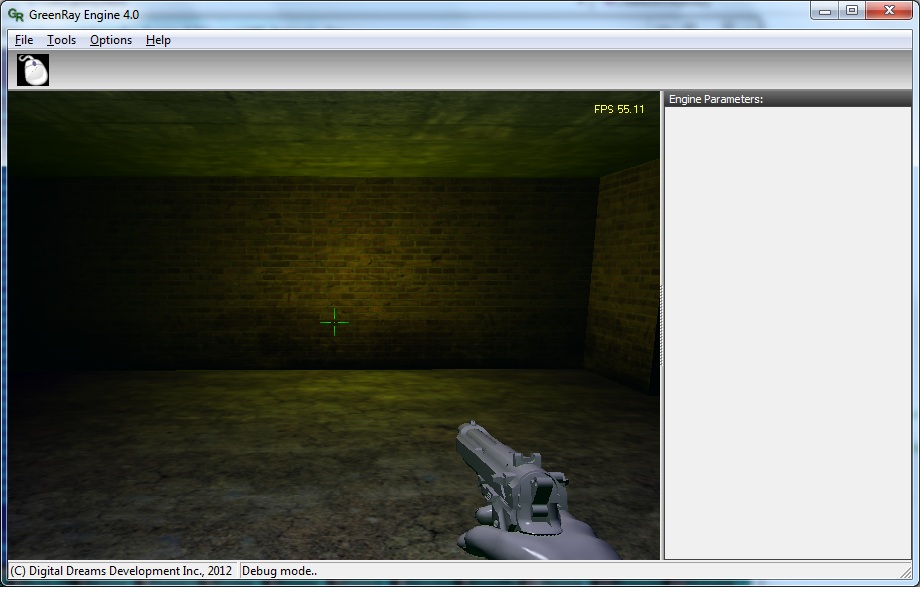 GR GreenRay Engine 4.0
File Tools Options Help
FPS 55.11
Engine Parameters:
(C) Digital Dreams Development Inc., 2012 Debug mode..